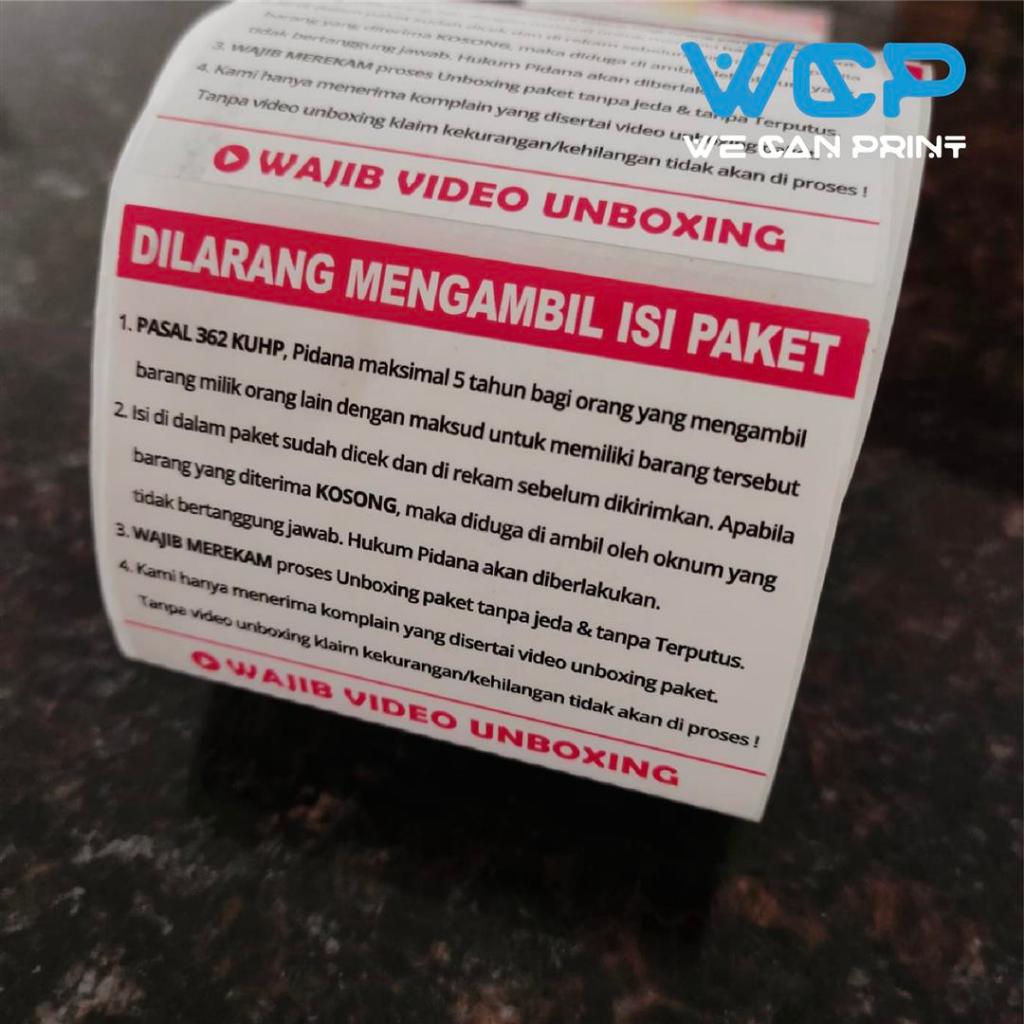 WCP
WE CAN PRINT
barang yang diterima KOSONG, maka diduga di ambil
tidak bertanggung jawab. Hukum Pidana akan diberlak
3. WAJIB MEREKAM proses Unboxing paket tanpa jeda & tanpa Terputus.
4. Kami hanya menerima komplain yang disertai video unboxing
Tanpa video unboxing klaim kekurangan/kehilangan tidak akan di proses !
WAJIB VIDEO UNBOXING
DILARANG MENGAMBIL ISI PAKET
1. PASAL 362 KUHP, Pidana maksimal 5 tahun bagi orang yang mengambil
barang milik orang lain dengan maksud untuk memiliki barang tersebut
2. Isi di dalam paket sudah dicek dan di rekam sebelum dikirimkan. Apabila
barang yang diterima KOSONG, maka diduga di ambil oleh oknum yang
tidak bertanggung jawab. Hukum Pidana akan diberlakukan.
3. WAJIB MEREKAM proses Unboxing paket tanpa jeda & tanpa Terputus.
4. Kami hanya menerima komplain yang disertai video unboxing paket.
Tanpa video unboxing klaim kekurangan/kehilangan tidak akan di proses !
WAJIB VIDEO UNBOXING